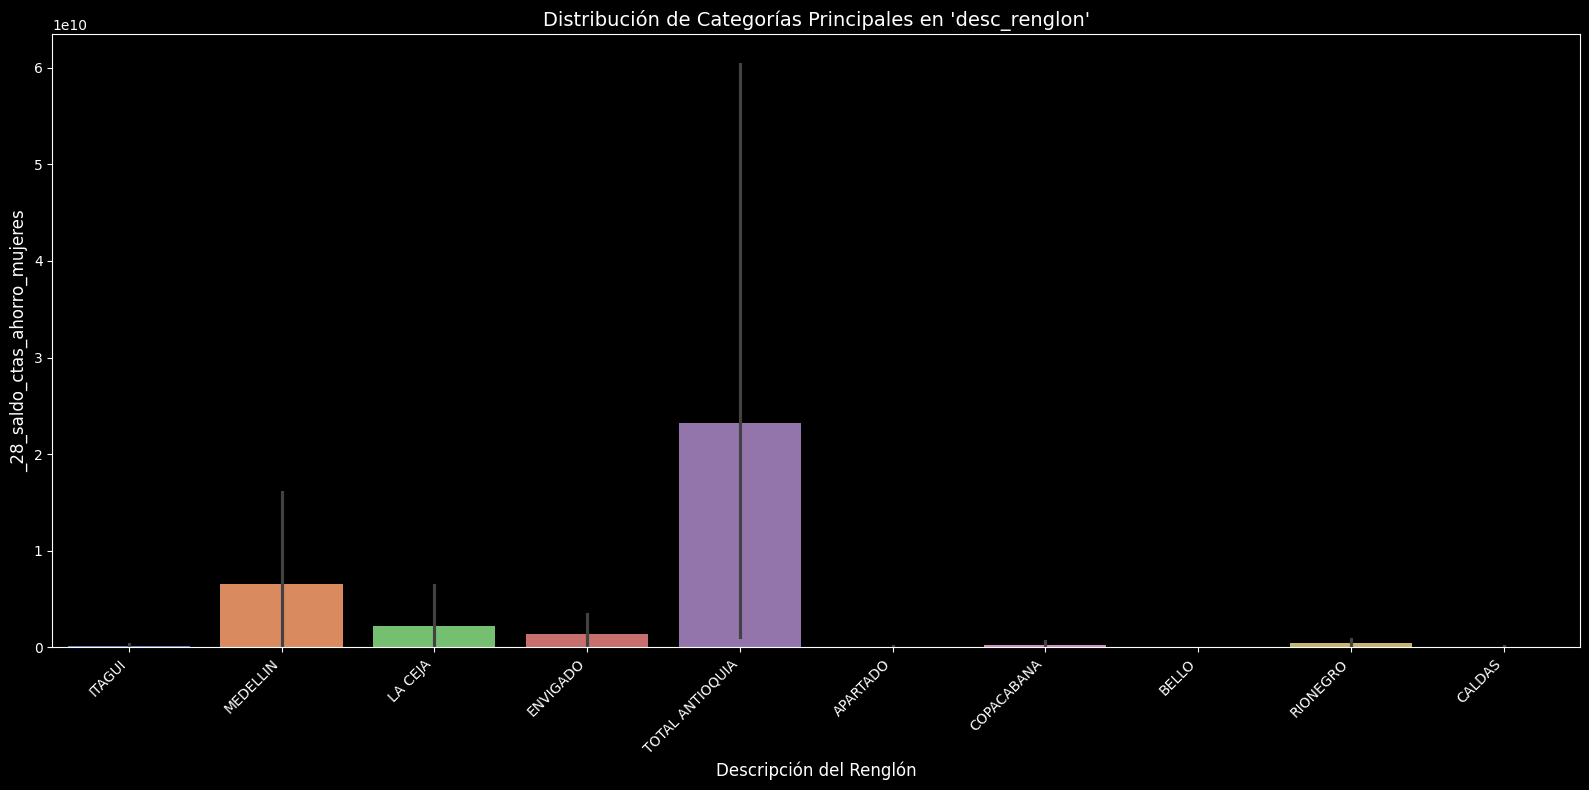 Distribución de Categorías Principales en 'desc_renglon'
1e10
6
5
4
3
2
1
0
_28_saldo_ctas_ahorro_mujeres
ITAGUI
MEDELLIN
LA CEJA
ENVIGADO
TOTAL ANTIOQUIA
APARTADO
COPACABANA
BELLO
RIONEGRO
CALDAS
Descripción del Renglón